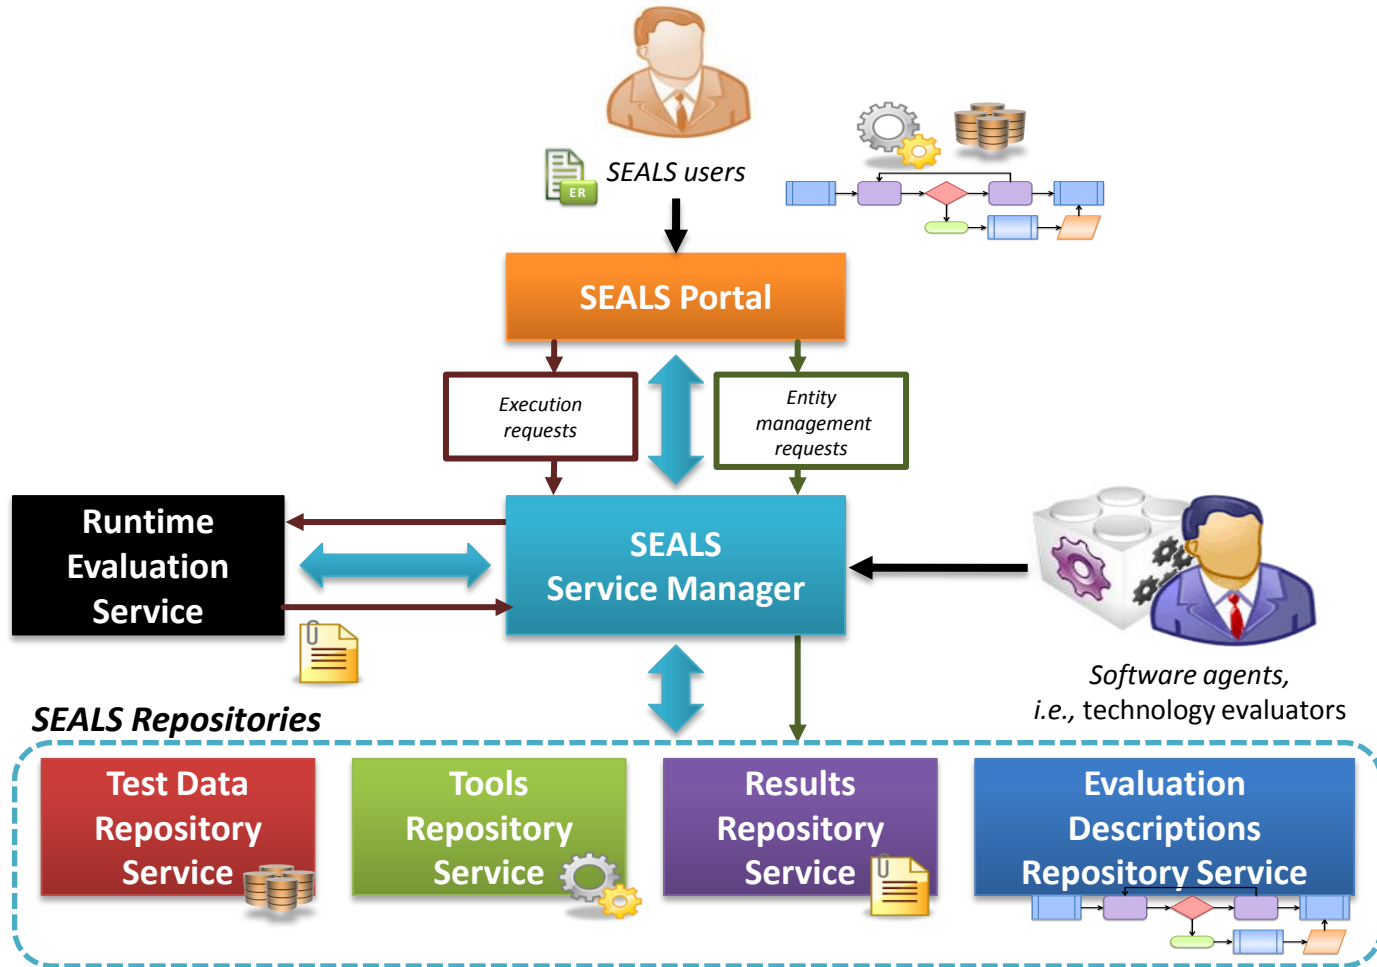 SEALS users
ER
SEALS Portal
Execution
requests
Entity
management
requests
Runtime
Evaluation
Service
SEALS
Service Manager
Software agents,
i.e., technology evaluators
SEALS Repositories
Test Data
Repository
Service
Tools
Repository
Service
Results
Repository
Service
Evaluation
Descriptions
Repository Service